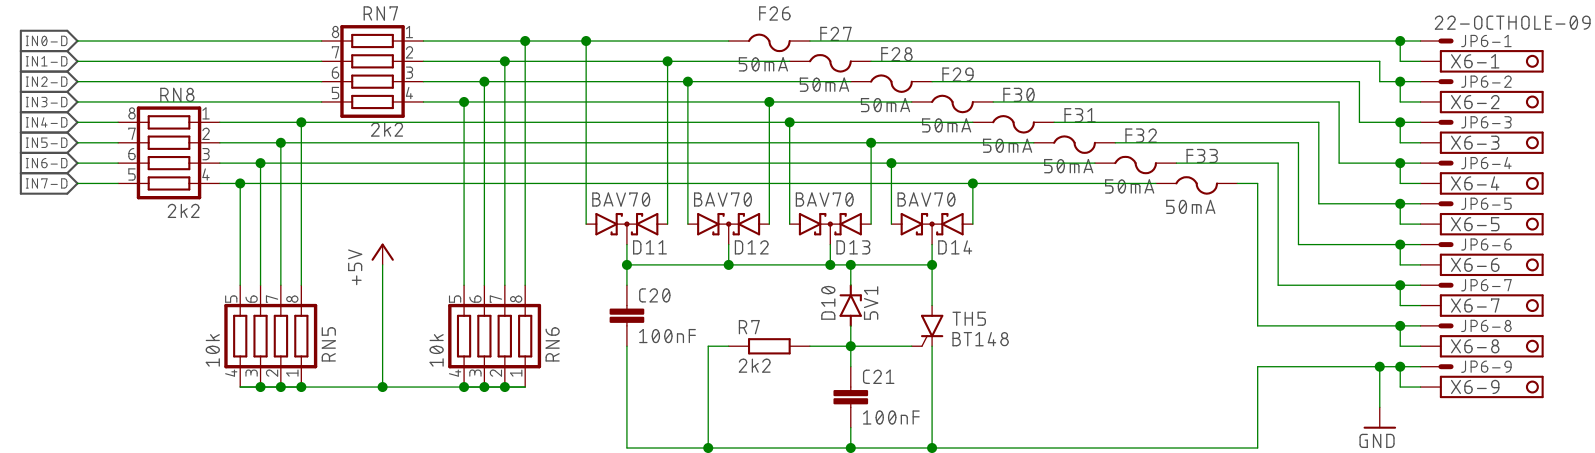 RN7
F26
22-OCTHOLE-09
IN0-D
8
1
F27
JP6-1
IN1-D
7
2
50mA
F28
X6-1
IN2-D
6
3
50mA
F29
JP6-2
IN3-D
RN8
5
4
50mA
F30
X6-2
IN4-D
8
1
2k2
50mA
F31
JP6-3
IN5-D
7
2
50mA
F32
X6-3
IN6-D
6
3
50mA
F33
JP6-4
IN7-D
5
4
50mA
X6-4
2k2
BAV70
BAV70
BAV70
BAV70
50mA
JP6-5
X6-5
D11
D12
D13
D14
JP6-6
+5V
X6-6
JP6-7
5
6
7
8
5
6
7
8
C20
D10
5V1
X6-7
10k
RN5
10k
RN6
100nF
R7
TH5
JP6-8
BT148
X6-8
2k2
4
3
2
1
4
3
2
1
C21
JP6-9
X6-9
100nF
GND